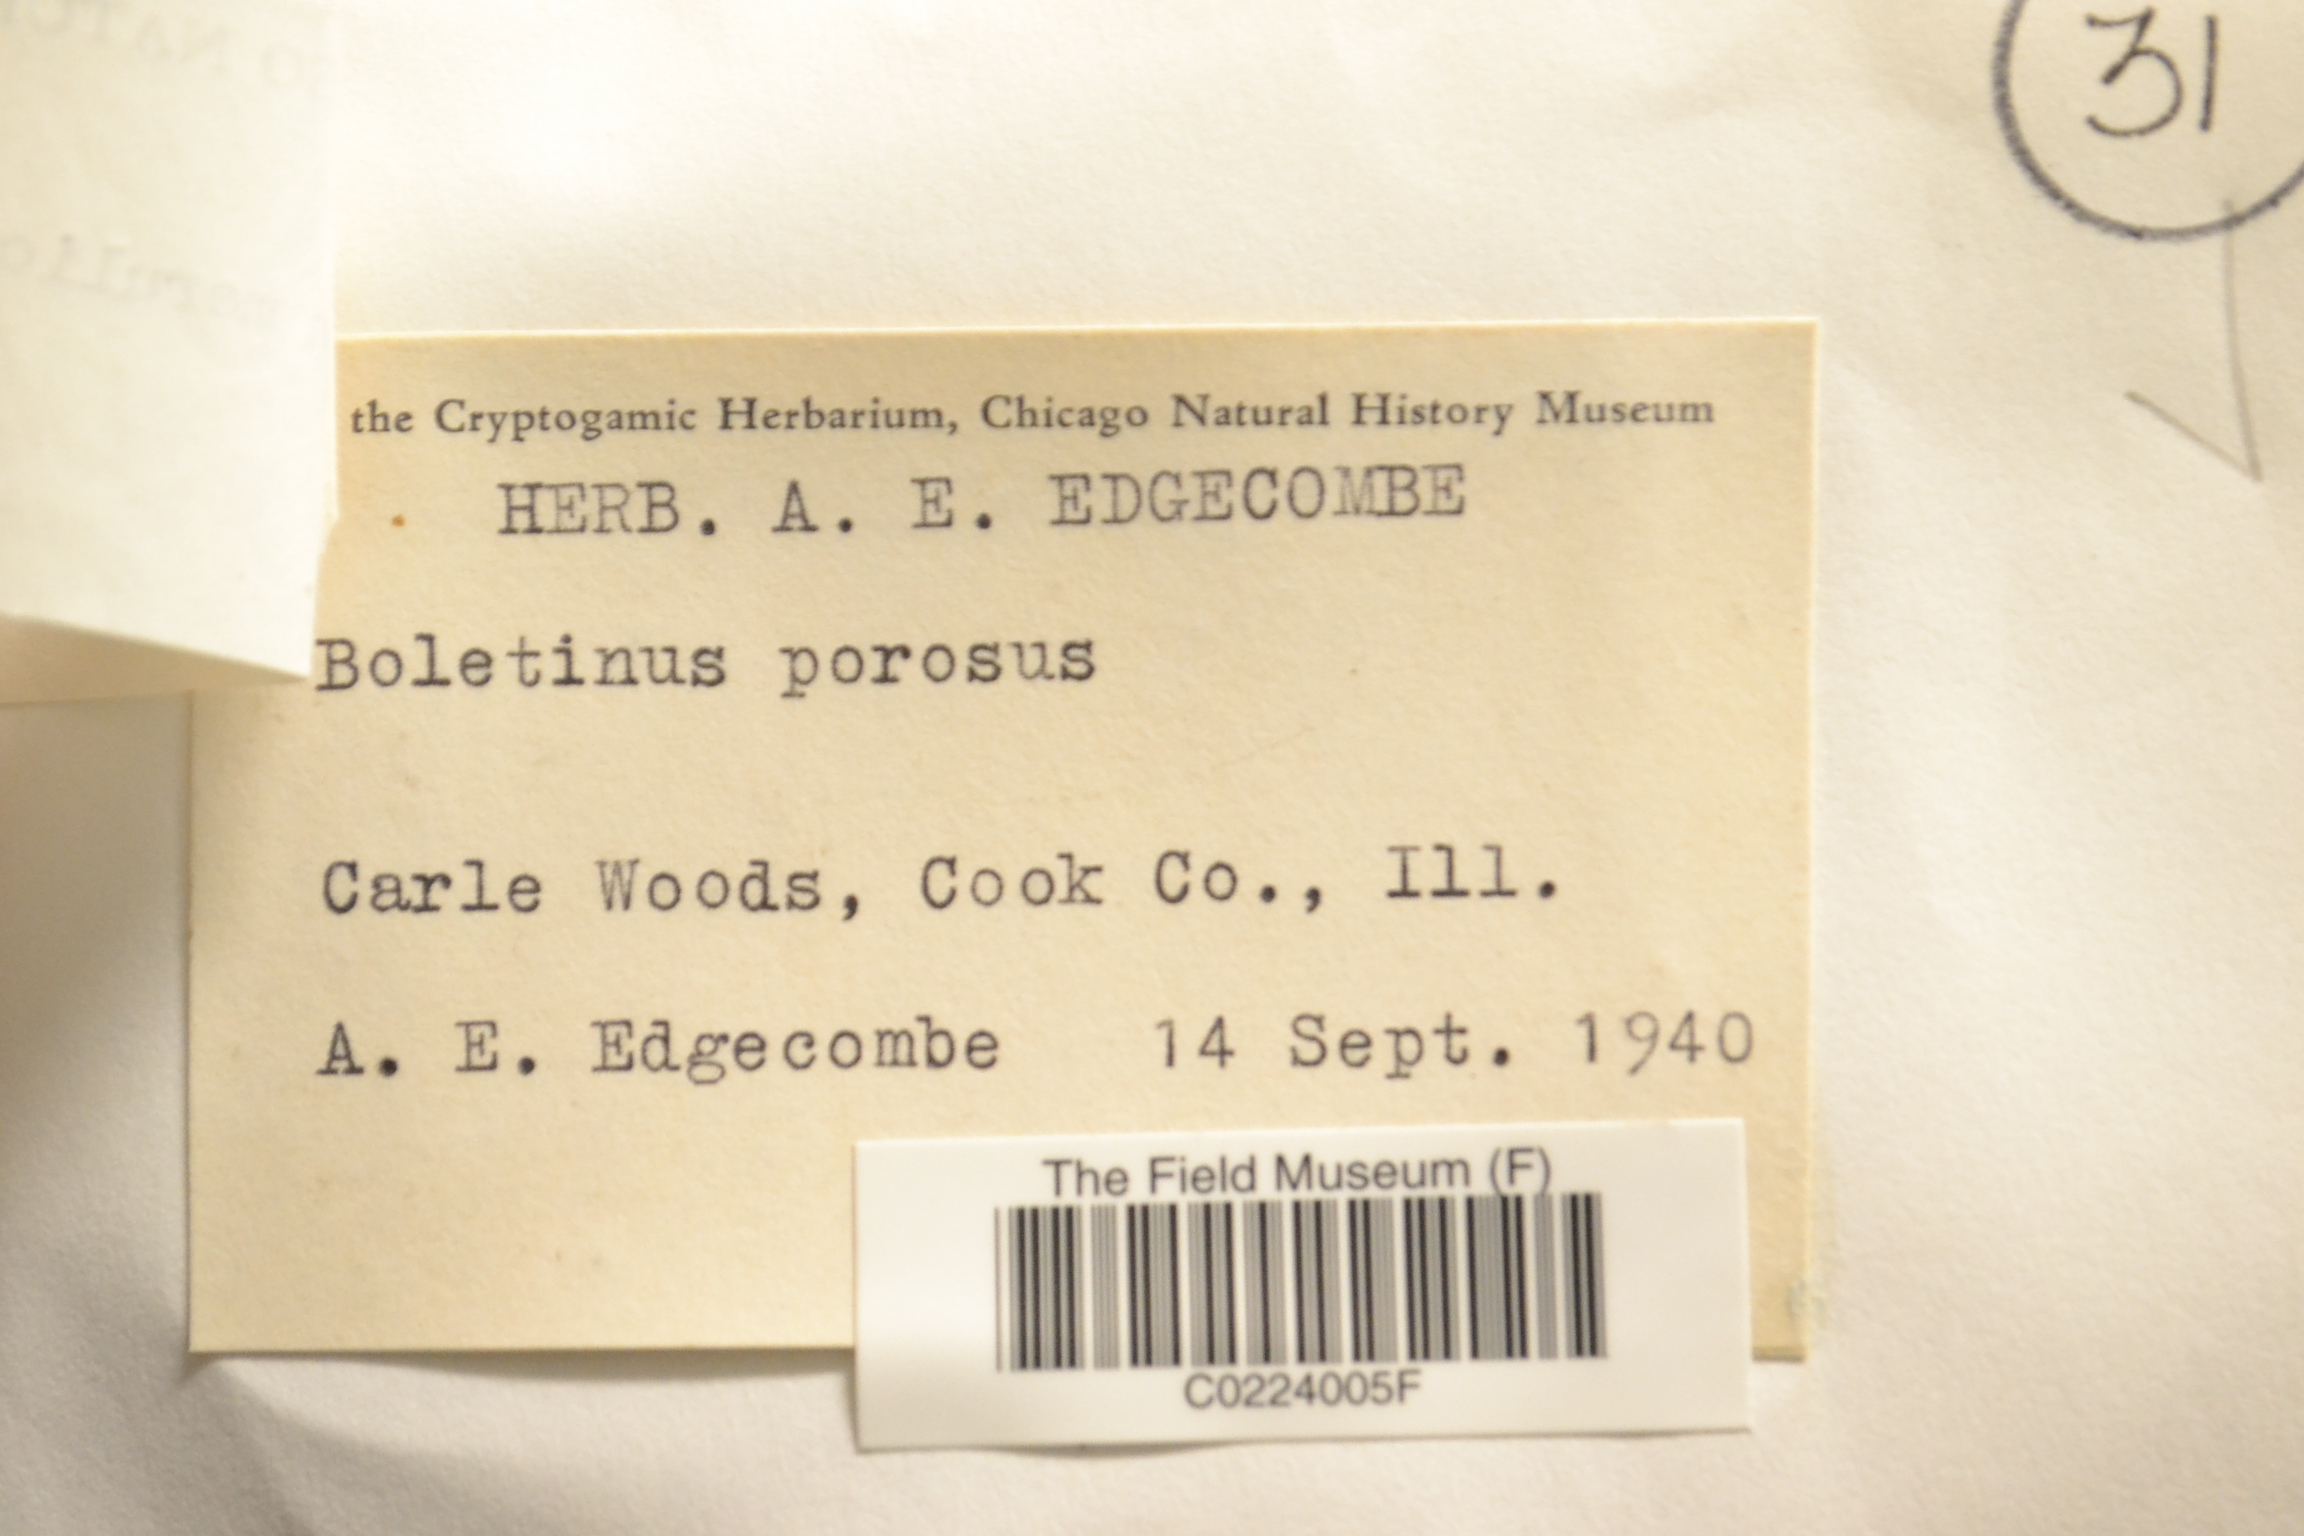 31
the Cryptogamic Herbarium, Chicago Natural History Museum
HERB. A. E. EDGECOMBE
Boletinus porosus
Carle Woods, Cook Co., Ill.
A. E. Edgecombe 14 Sept. 1940
The Field Museum (F)
C0224005F